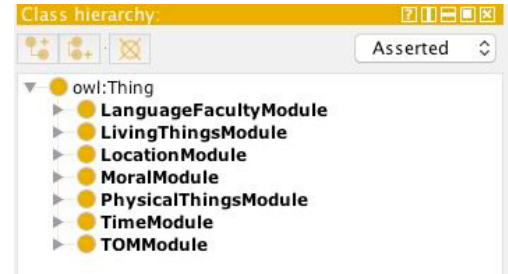 Class hierarchy:
Asserted
owl:Thing
LanguageFacultyModule
LivingThingsModule
LocationModule
MoralModule
PhysicalThingsModule
TimeModule
TOMModule